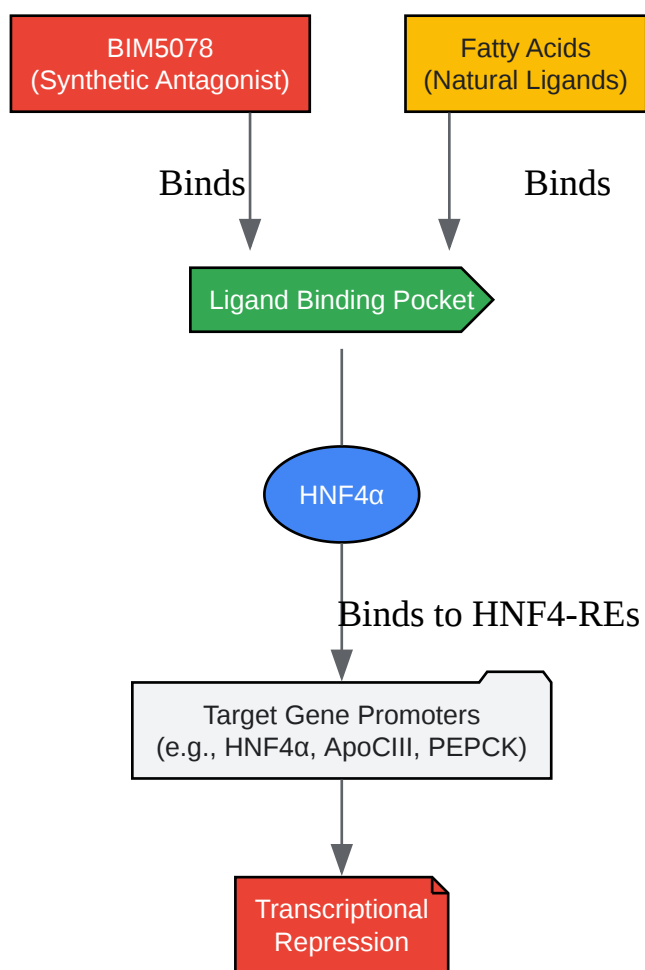 BIM5078
(Synthetic Antagonist)
Fatty Acids
(Natural Ligands)
Binds
Binds
Ligand Binding Pocket
HNF4α
Binds to HNF4-REs
Target Gene Promoters
(e.g., HNF4α, ApoCIII, PEPCK)
Transcriptional
Repression